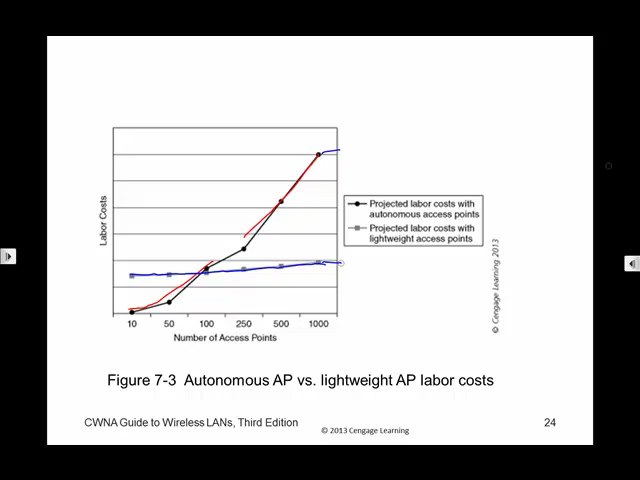 Labor Costs
10 50 100 250 500 1000
Number of Access Points
Projected labor costs with
autonomous access points
Projected labor costs with
lightweight access points
© Cengage Learning 2013
Figure 7-3 Autonomous AP vs. lightweight AP labor costs
CWNA Guide to Wireless LANs, Third Edition
© 2013 Cengage Learning
24